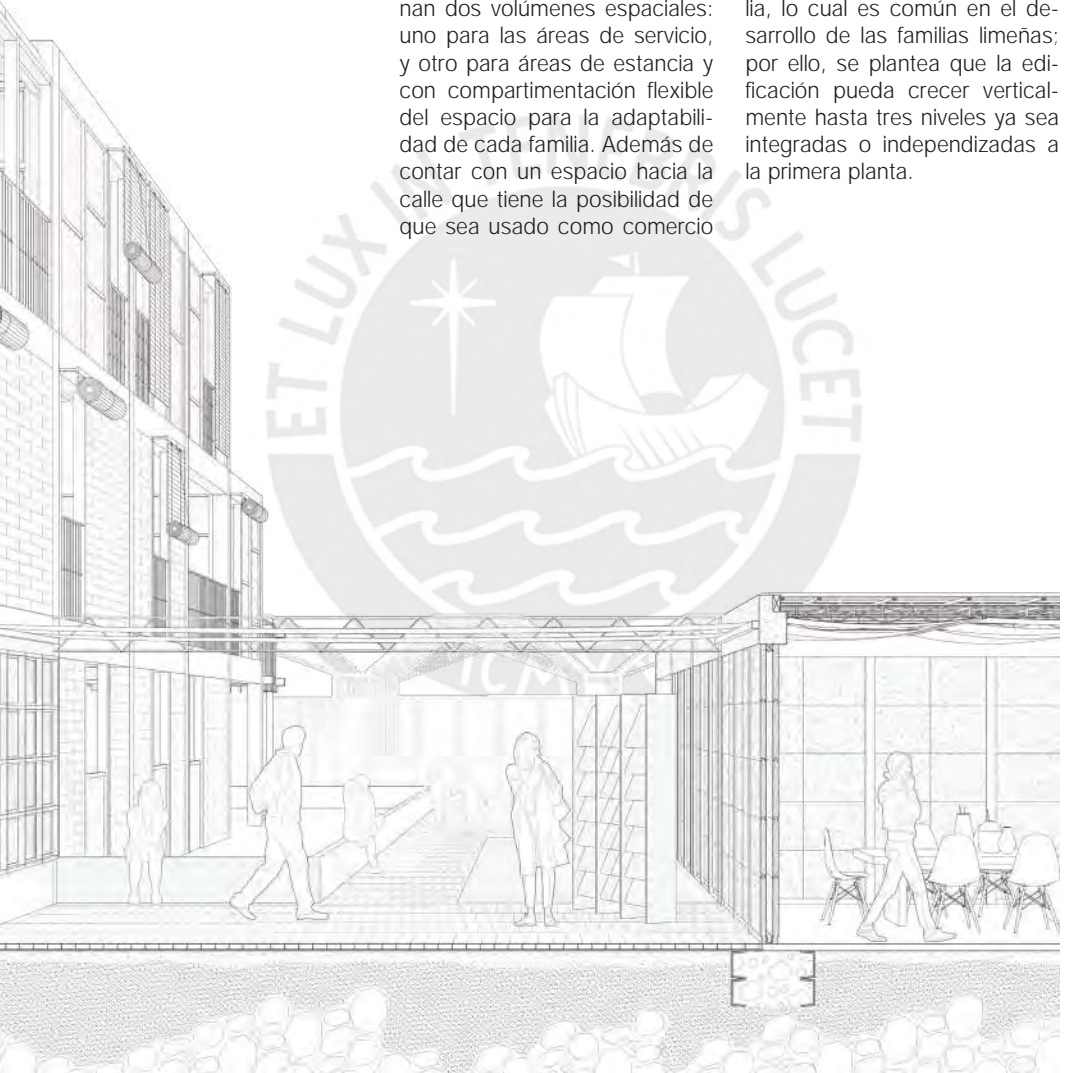 nan dos volúmenes espaciales:
uno para las áreas de servicio,
y otro para áreas de estancia y
con compartimentación flexible
del espacio para la adaptabili-
dad de cada familia. Además de
contar con un espacio hacia la
calle que tiene la posibilidad de
que sea usado como comercio
lia, lo cual es común en el de-
sarrollo de las familias limeñas;
por ello, se plantea que la edi-
ficación pueda crecer vertical-
mente hasta tres niveles ya sea
integradas o independizadas a
la primera planta.
ET LUX IN TENEBRIS LUCET